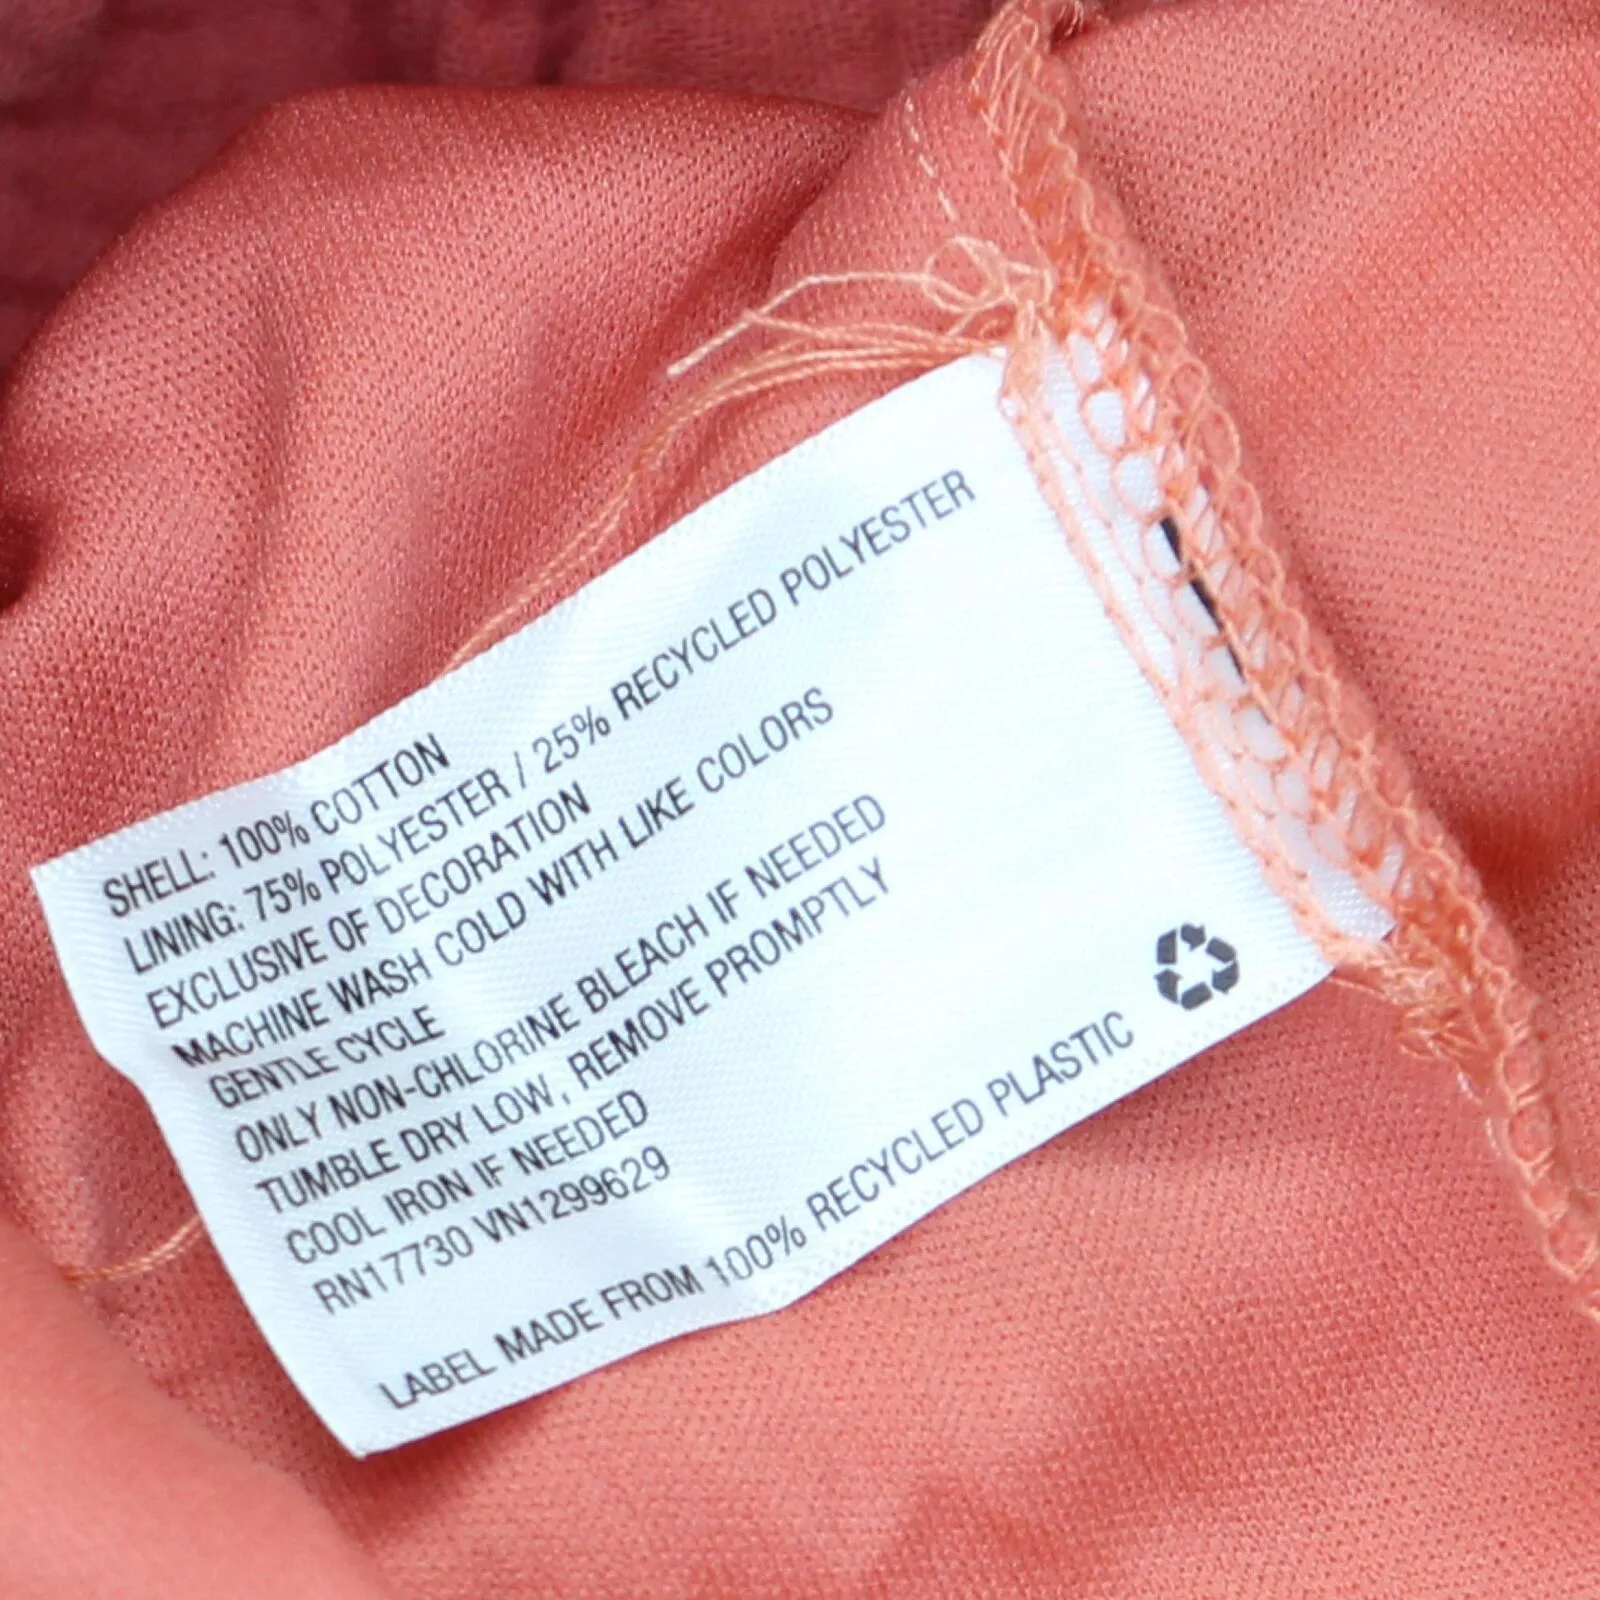 SHELL: 100% COTTON
LINING: 75% POLYESTER / 25% RECYCLED POLYESTER
EXCLUSIVE OF DECORATION
MACHINE WASH COLD WITH LIKE COLORS
GENTLE CYCLE
ONLY NON-CHLORINE BLEACH IF NEEDED
TUMBLE DRY LOW, REMOVE PROMPTLY
COOL IRON IF NEEDED
RN17730 VN1299629
LABEL MADE FROM 100% RECYCLED PLASTIC